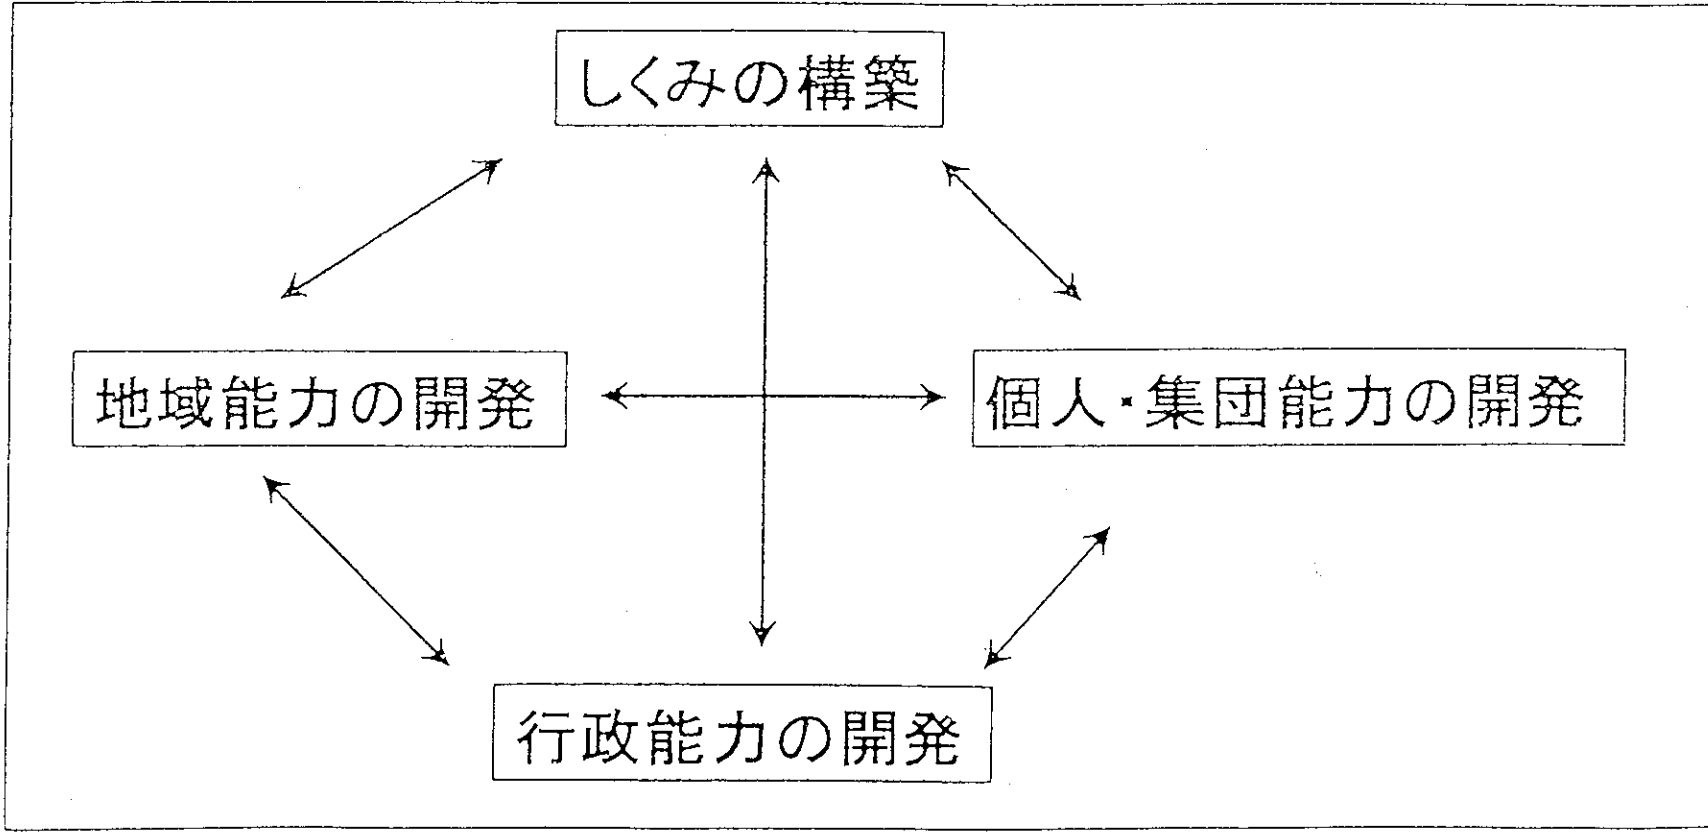 しくみの構築
地域能力の開発
個人・集団能力の開発
行政能力の開発